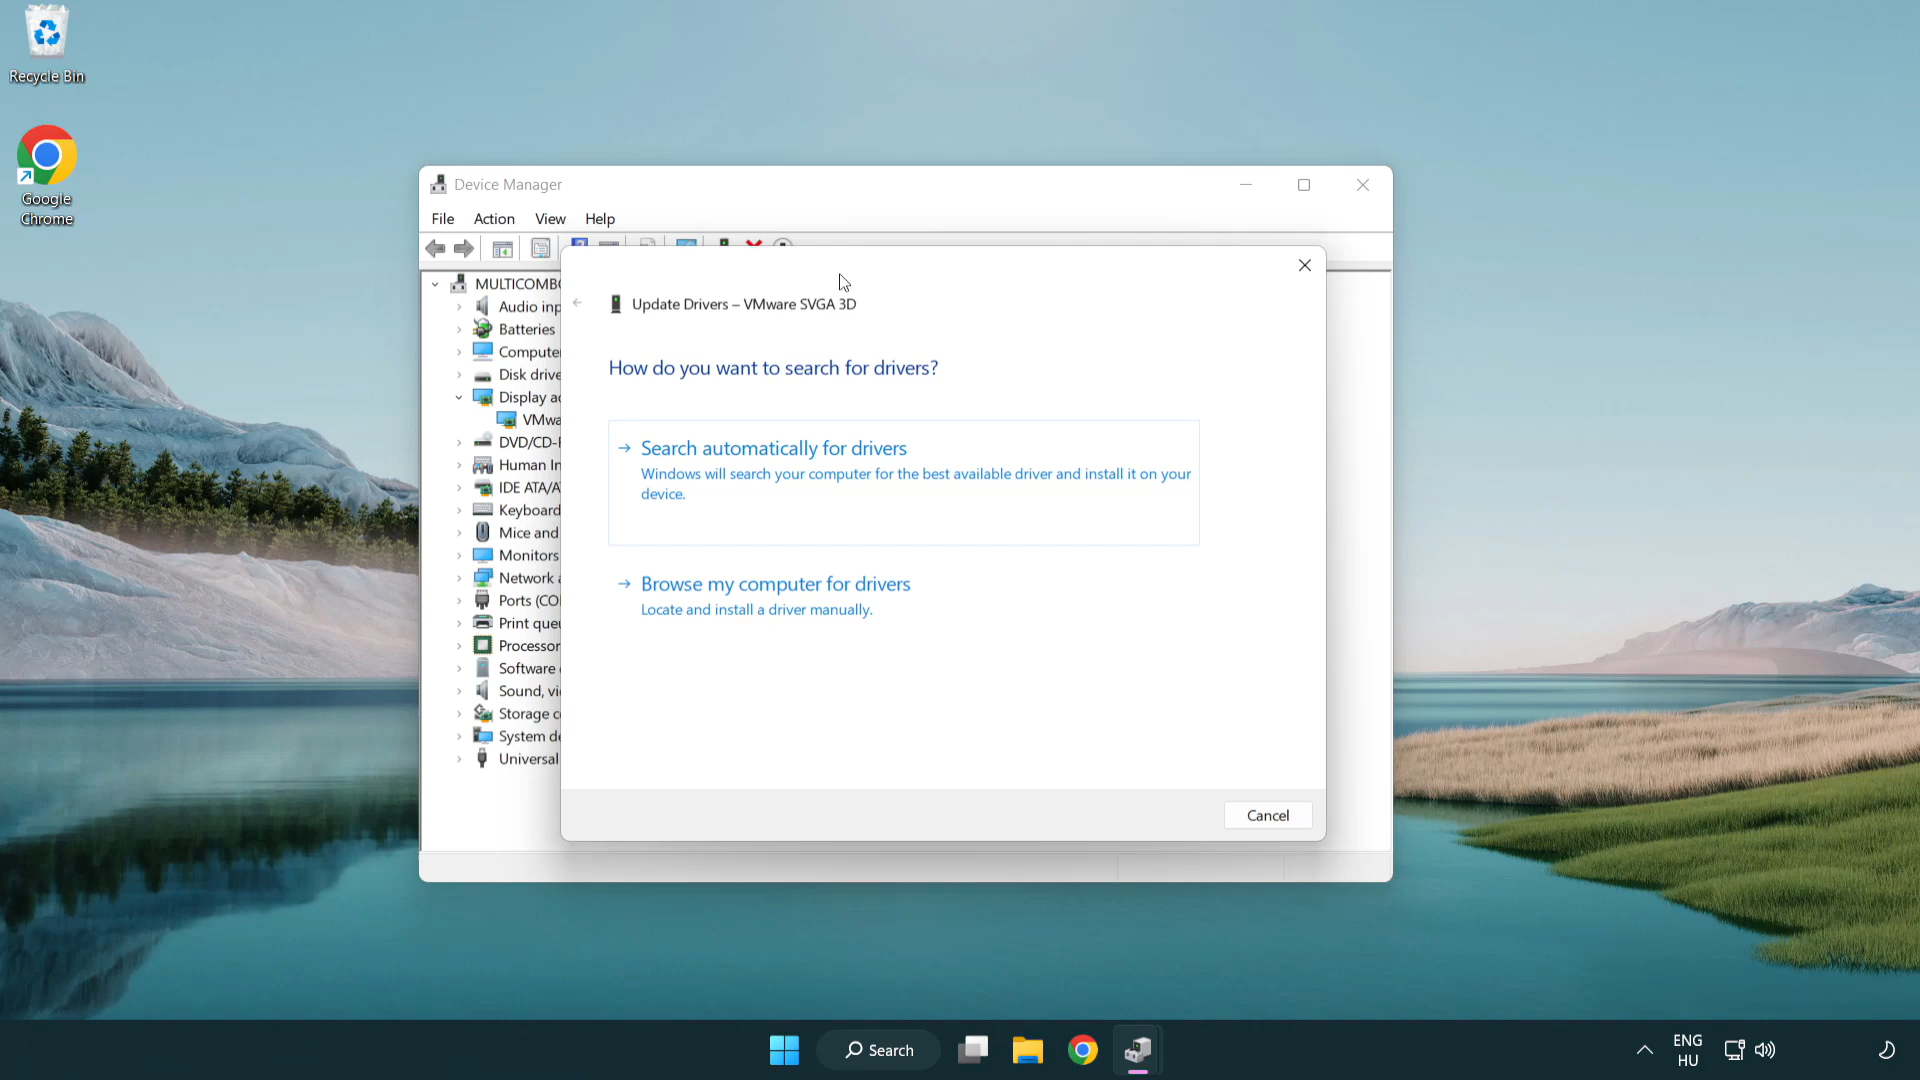 Recycle Bin
Google
Chrome
Device Manager
File Action View Help
MULTICOMBO
Audio inp
Batteries
Compute
Disk drive
Display a
VMwa
DVD/CD-
Human In
IDE ATA/A
Keyboard
Mice and
Monitors
Network a
Ports (CO
Print que
Processor
Software
Sound, vi
Storage c
System de
Universal
Update Drivers – VMware SVGA 3D
How do you want to search for drivers?
Search automatically for drivers
Windows will search your computer for the best available driver and install it on your
device.
Browse my computer for drivers
Locate and install a driver manually.
Cancel
Search
ENG
HU